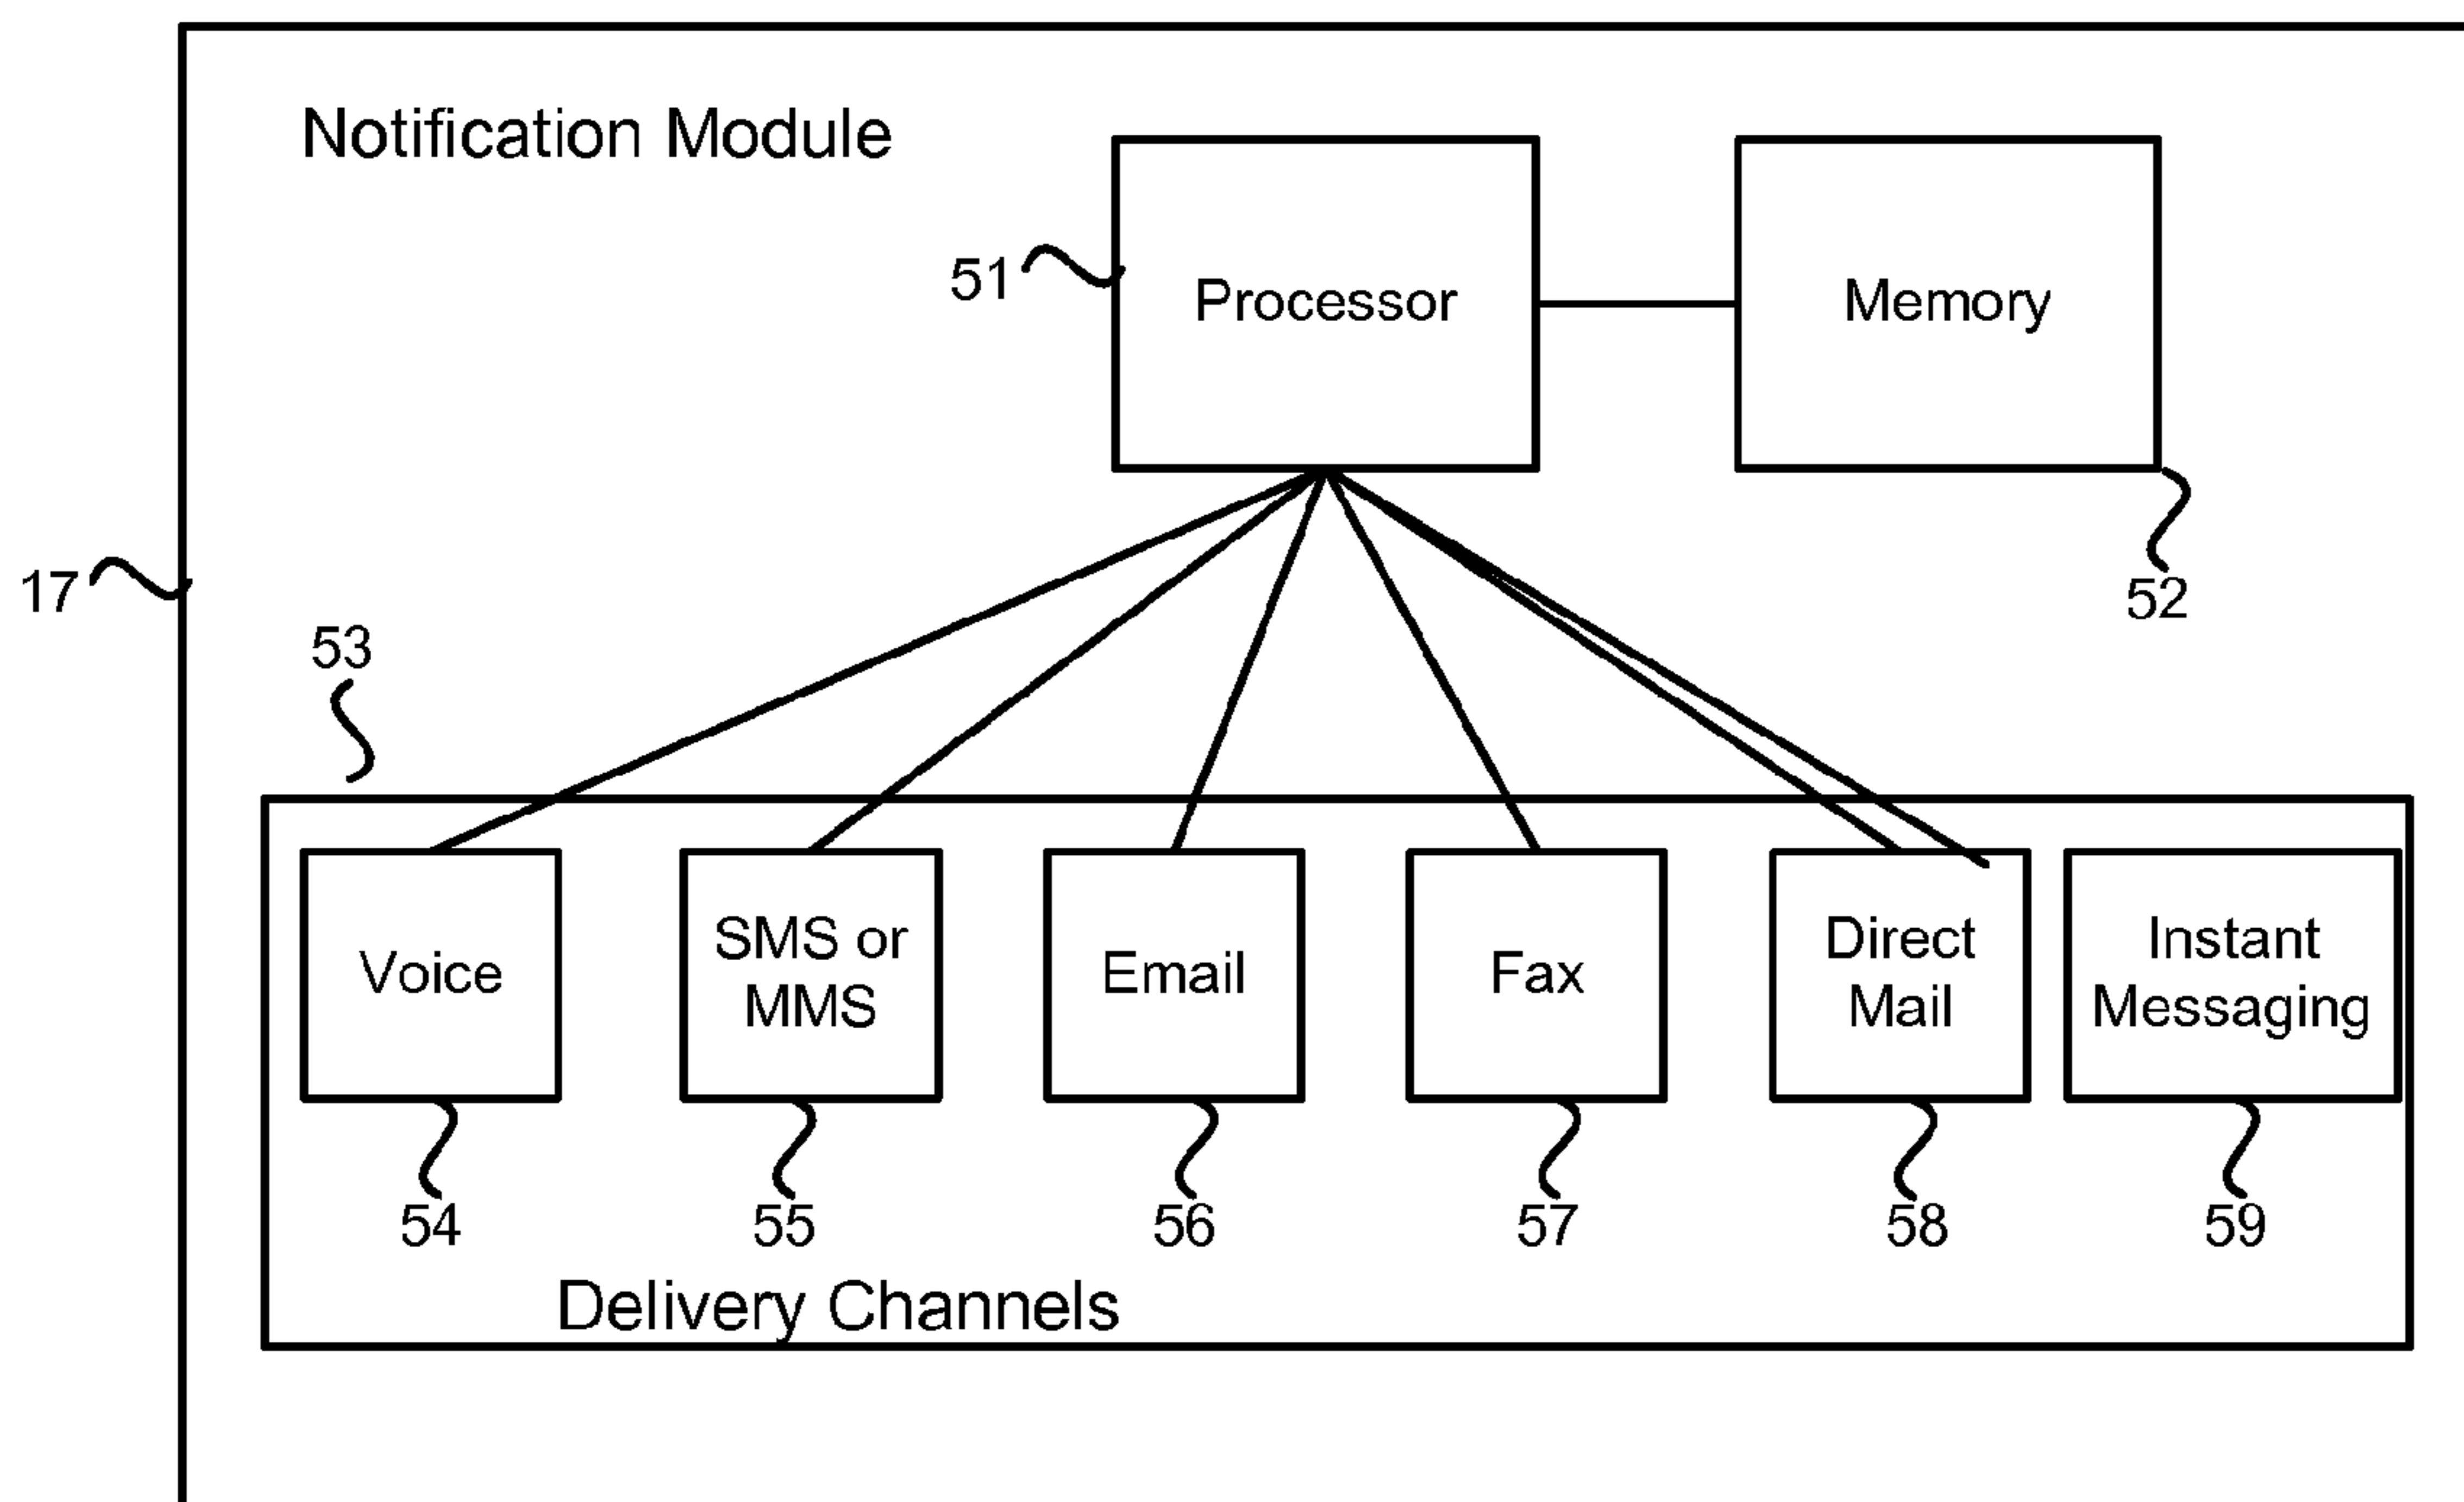 Notification Module
51
Processor
Memory
17
52
53
Voice
SMS or
MMS
Email
Fax
Direct
Mail
Instant
Messaging
54
55
56
57
58
59
Delivery Channels